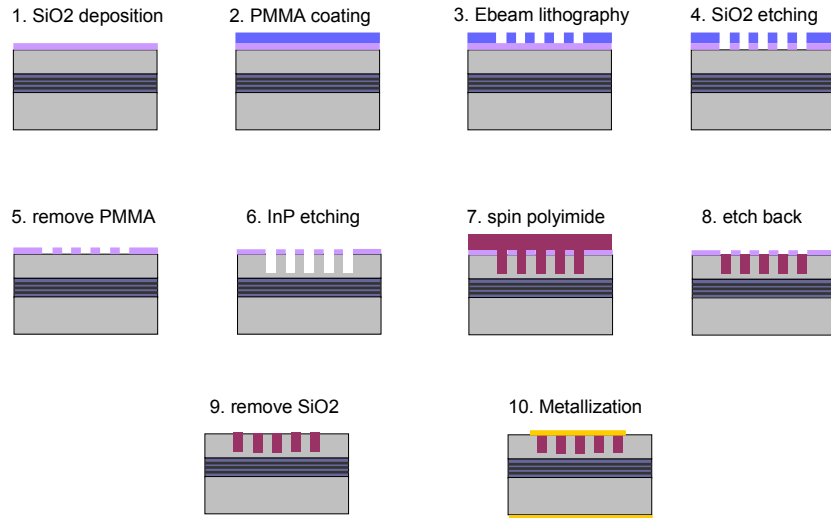 1. SiO2 deposition
2. PMMA coating
3. Ebeam lithography
4. SiO2 etching
5. remove PMMA
6. InP etching
7. spin polyimide
8. etch back
9. remove SiO2
10. Metallization